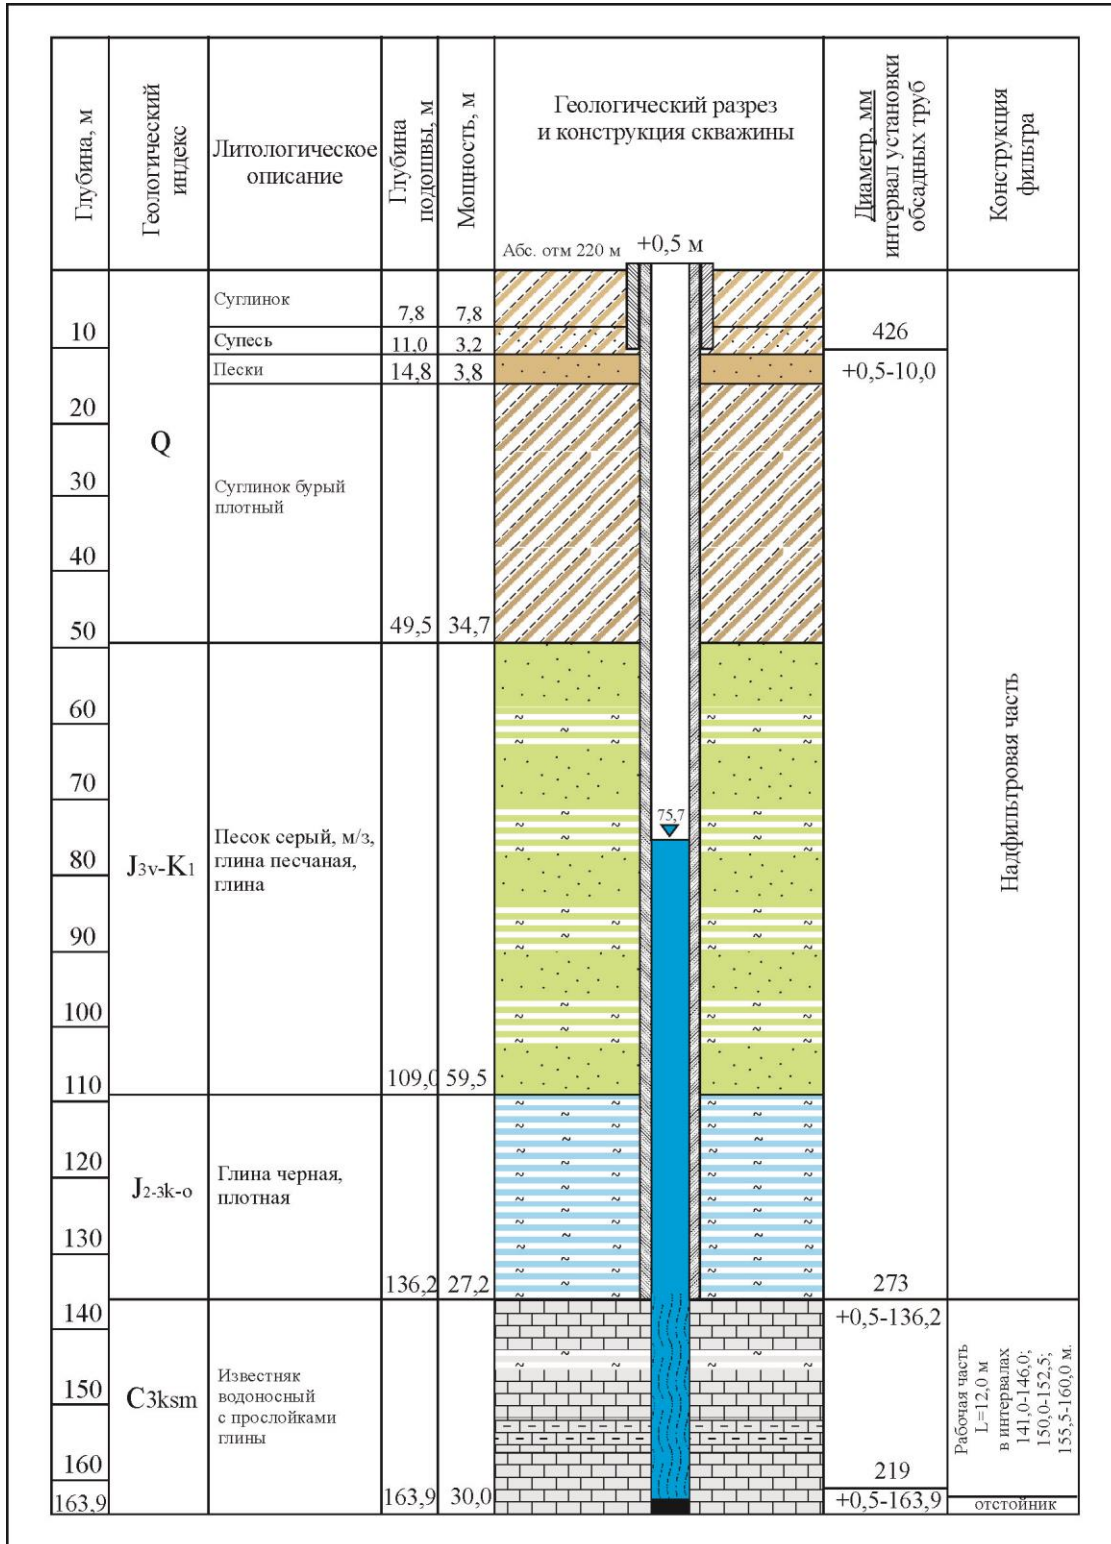 Глубина, м
Геологический
индекс
Литологическое
описание
Глубина
подошвы, м
Мощность, м
Геологический разрез
и конструкция скважины
Диаметр, мм
интервал установки
обсадных труб
Конструкция
фильтра
Абс. отм 220 м
+0,5 м
Суглинок
7,8
7,8
10
426
Супесь
11,0
3,2
Пески
14,8
3,8
+0,5-10,0
20
Q
30
Суглинок бурый
плотный
40
50
49,5
34,7
60
Надфильтровая часть
70
75,7
80
J3v-K1
Песок серый, м/з,
глина песчаная,
глина
90
100
110
109,0
59,5
120
J2-3k-o
Глина черная,
плотная
130
136,2
27,2
273
140
+0,5-136,2
Рабочая часть
L=12,0 м
в интервалах
141,0-146,0;
150,0-152,5;
155,5-160,0 м.
150
C3ksm
Известняк
водоносный
с прослойками
глины
160
219
163,9
163,9
30,0
+0,5-163,9
отстойник